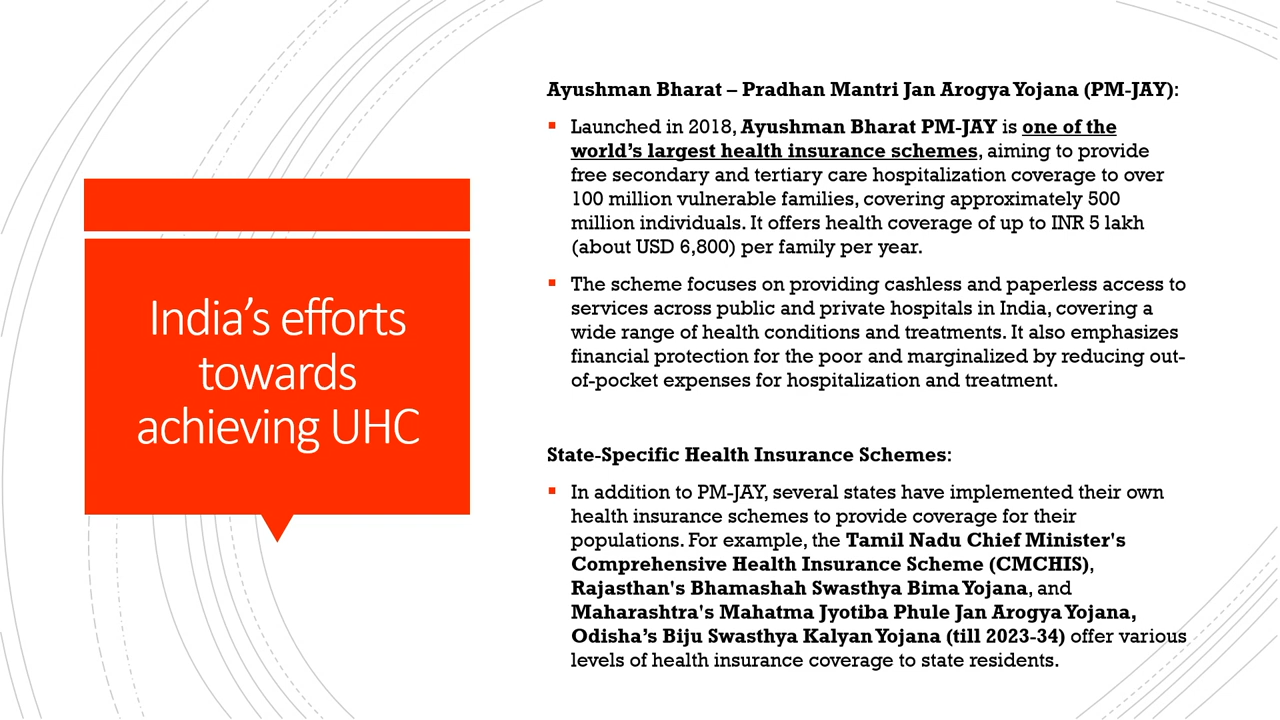 India's efforts
towards
achieving UHC
Ayushman Bharat – Pradhan Mantri Jan Arogya Yojana (PM-JAY):
▪ Launched in 2018, Ayushman Bharat PM-JAY is one of the
world's largest health insurance schemes, aiming to provide
free secondary and tertiary care hospitalization coverage to over
100 million vulnerable families, covering approximately 500
million individuals. It offers health coverage of up to INR 5 lakh
(about USD 6,800) per family per year.
▪ The scheme focuses on providing cashless and paperless access to
services across public and private hospitals in India, covering a
wide range of health conditions and treatments. It also emphasizes
financial protection for the poor and marginalized by reducing out-
of-pocket expenses for hospitalization and treatment.
State-Specific Health Insurance Schemes:
▪ In addition to PM-JAY, several states have implemented their own
health insurance schemes to provide coverage for their
populations. For example, the Tamil Nadu Chief Minister's
Comprehensive Health Insurance Scheme (CMCHIS),
Rajasthan's Bhamashah Swasthya Bima Yojana, and
Maharashtra's Mahatma Jyotiba Phule Jan Arogya Yojana,
Odisha's Biju Swasthya Kalyan Yojana (till 2023-34) offer various
levels of health insurance coverage to state residents.